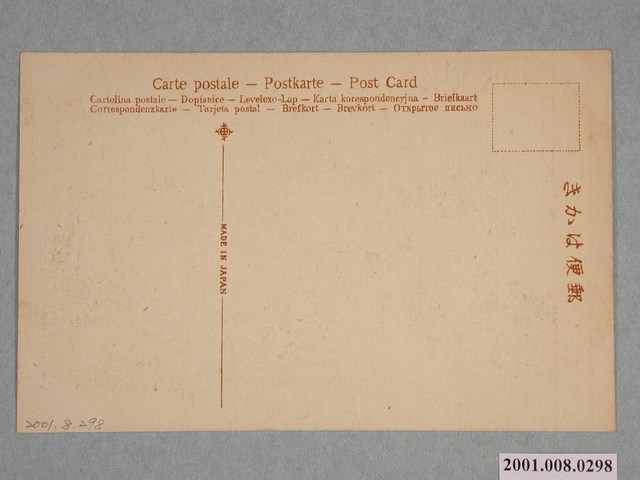 Carte postale — Postkarte — Post Card
Cartolina postale — Dopisnice — Levelezo-Lap — Karta korespondencyjna — Briefkaart
Correspondenzkarte — Tarjeta postal — Brefkort — Brevkort — Открытое письмо
MADE IN JAPAN
きかは便郵
2001.8.298
2001.008.0298